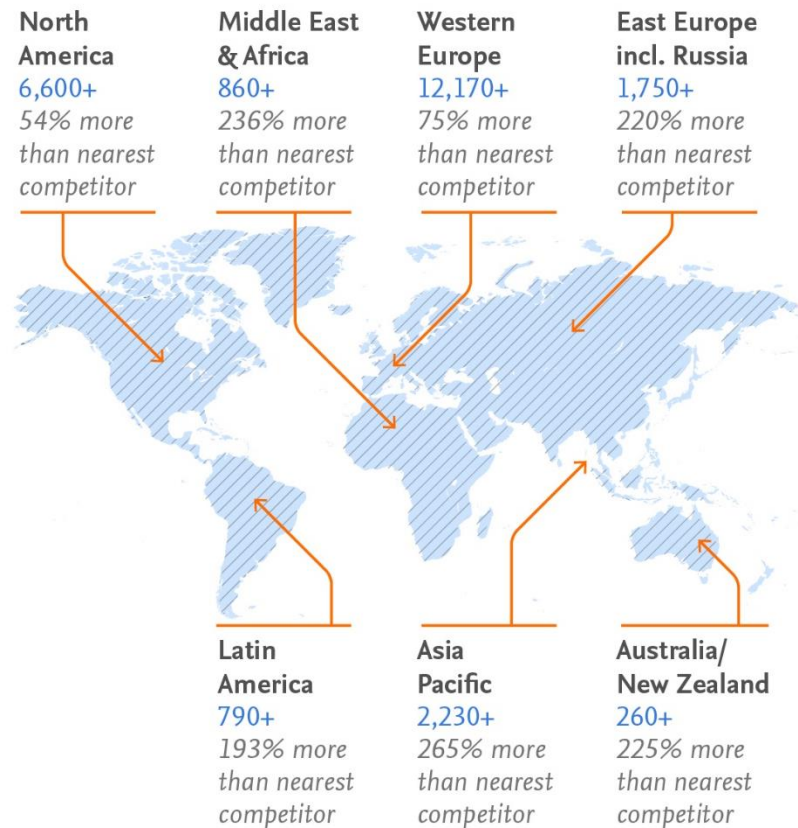 North
America
6,600+
54% more
than nearest
competitor
Middle East
& Africa
860+
236% more
than nearest
competitor
Western
Europe
12,170+
75% more
than nearest
competitor
East Europe
incl. Russia
1,750+
220% more
than nearest
competitor
Latin
America
790+
193% more
than nearest
competitor
Asia
Pacific
2,230+
265% more
than nearest
competitor
Australia/
New Zealand
260+
225% more
than nearest
competitor